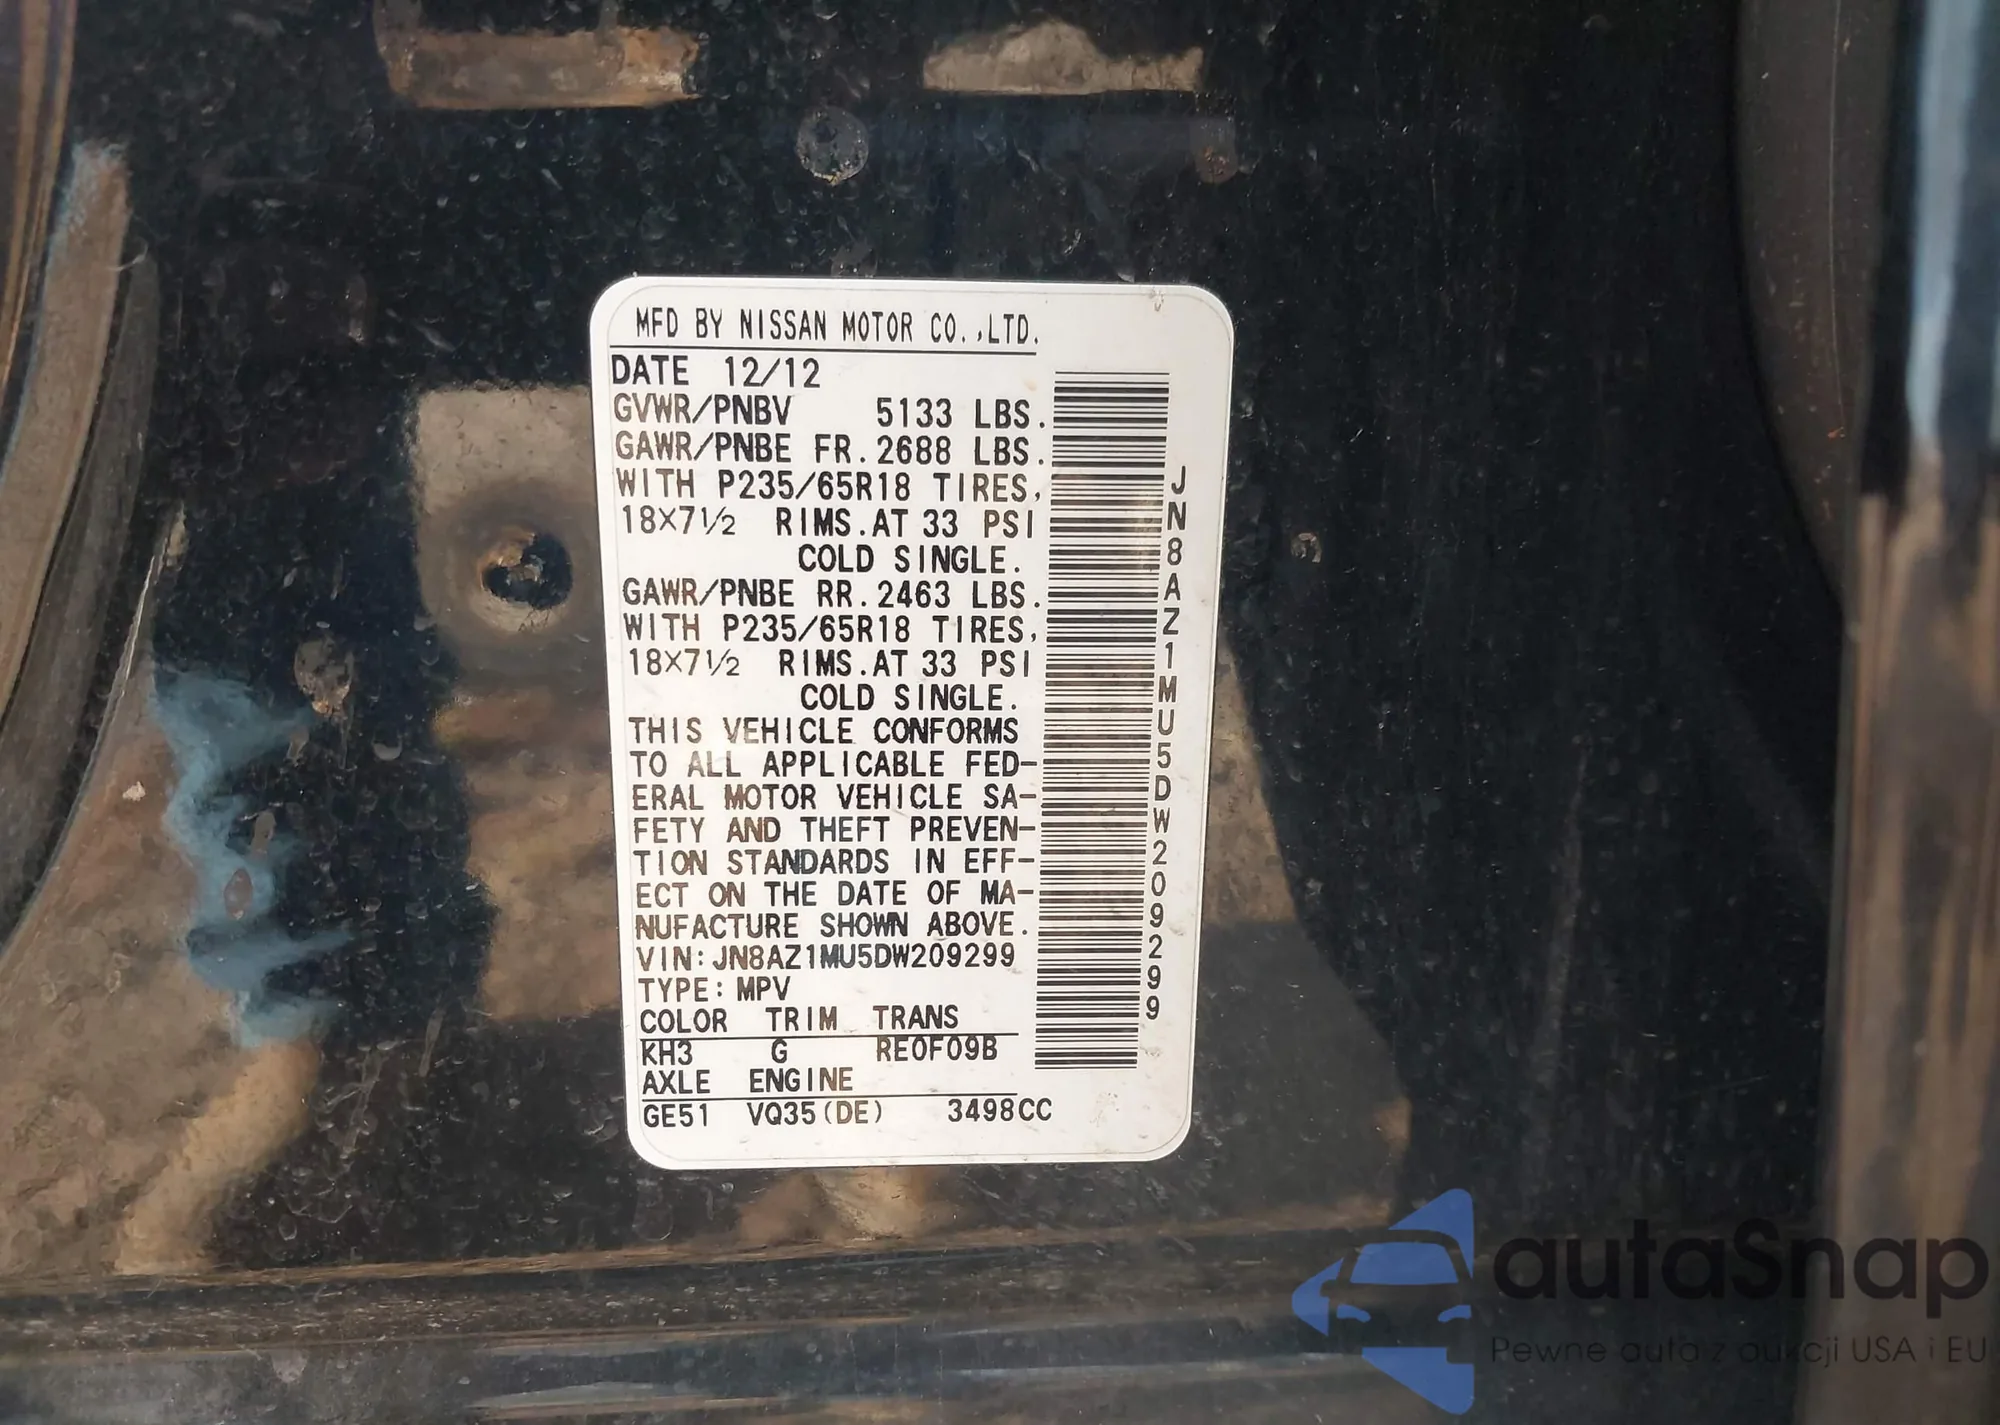 MFD BY NISSAN MOTOR CO.,LTD.
DATE 12/12
GVWR/PNBV 5133 LBS.
GAWR/PNBE FR. 2688 LBS.
WITH P235/65R18 TIRES,
18×7½ RIMS. AT 33 PSI
COLD SINGLE.
GAWR/PNBE RR. 2463 LBS.
WITH P235/65R18 TIRES,
18×7½ RIMS. AT 33 PSI
COLD SINGLE.
THIS VEHICLE CONFORMS
TO ALL APPLICABLE FED-
ERAL MOTOR VEHICLE SA-
FETY AND THEFT PREVEN-
TION STANDARDS IN EFF-
ECT ON THE DATE OF MA-
NUFACTURE SHOWN ABOVE.
VIN: JN8AZ1MU5DW209299
TYPE: MPV
COLOR TRIM TRANS
KH3 G RE0F09B
AXLE ENGINE
GE51 VQ35(DE) 3498CC
JN8AZ1MU5DW209299
autaSnap
Pewne auta z aukcji USA i EU